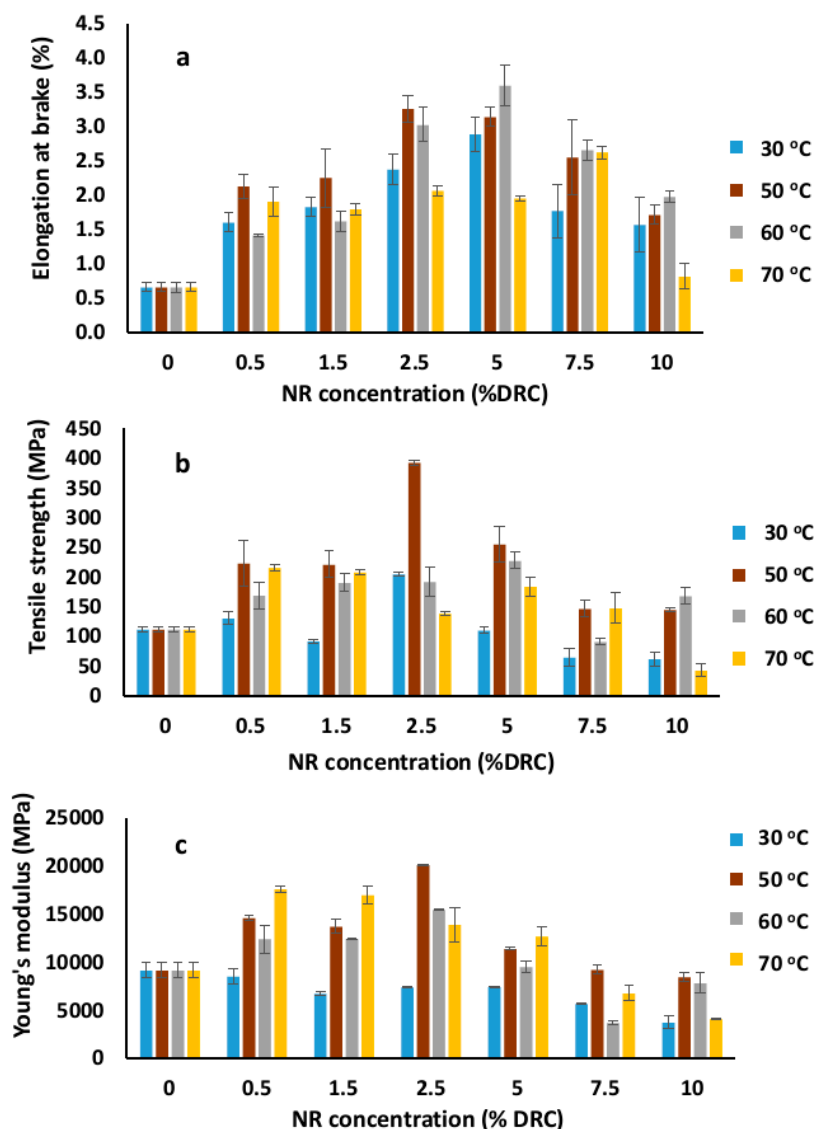 a
Elongation at brake (%)
4.5
4.0
3.5
3.0
2.5
2.0
1.5
1.0
0.5
0.0
0 0.5 1.5 2.5 5 7.5 10
NR concentration (%DRC)
30 ºC
50 ºC
60 ºC
70 ºC
b
Tensile strength (MPa)
450
400
350
300
250
200
150
100
50
0
0 0.5 1.5 2.5 5 7.5 10
NR concentration (%DRC)
30 ºC
50 ºC
60 ºC
70 ºC
c
Young's modulus (MPa)
25000
20000
15000
10000
5000
0
0 0.5 1.5 2.5 5 7.5 10
NR concentration (% DRC)
30 ºC
50 ºC
60 ºC
70 ºC